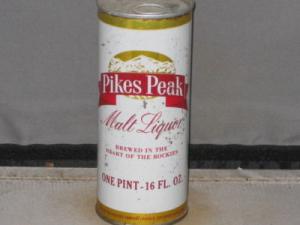 Pikes Peak
Malt Liquor
BREWED IN THE
HEART OF THE ROCKIES
ONE PINT-16 FL. OZ.